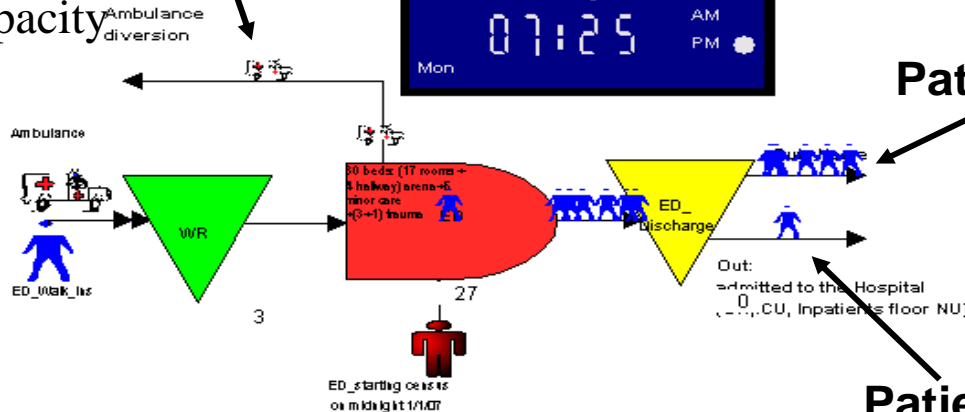 pacity
Ambulance
diversion
07:25
AM
PM
Mon
Pat
Ambulance
30 beds (17 rooms +
4 hallway) arena+5
minor care
+(3+1) trauma
WR
ED_
Discharge
ED_Walk_Ins
3
27
Out:
admitted to the Hospital
CU, Inpatients floor NU)
0
ED_starting census
on midnight 1/1/07
Patie